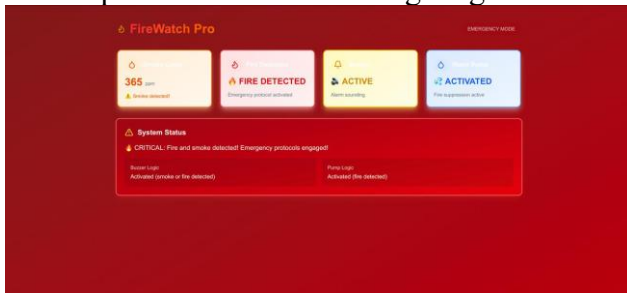 FireWatch Pro
EMERGENCY MODE
365 ppm
Smoke detected!
FIRE DETECTED
Emergency protocol activated
ACTIVE
Alarm sounding
ACTIVATED
Fire suppression active
System Status
CRITICAL: Fire and smoke detected! Emergency protocols engaged!
Buzzer Logic
Activated (smoke or fire detected)
Pump Logic
Activated (fire detected)